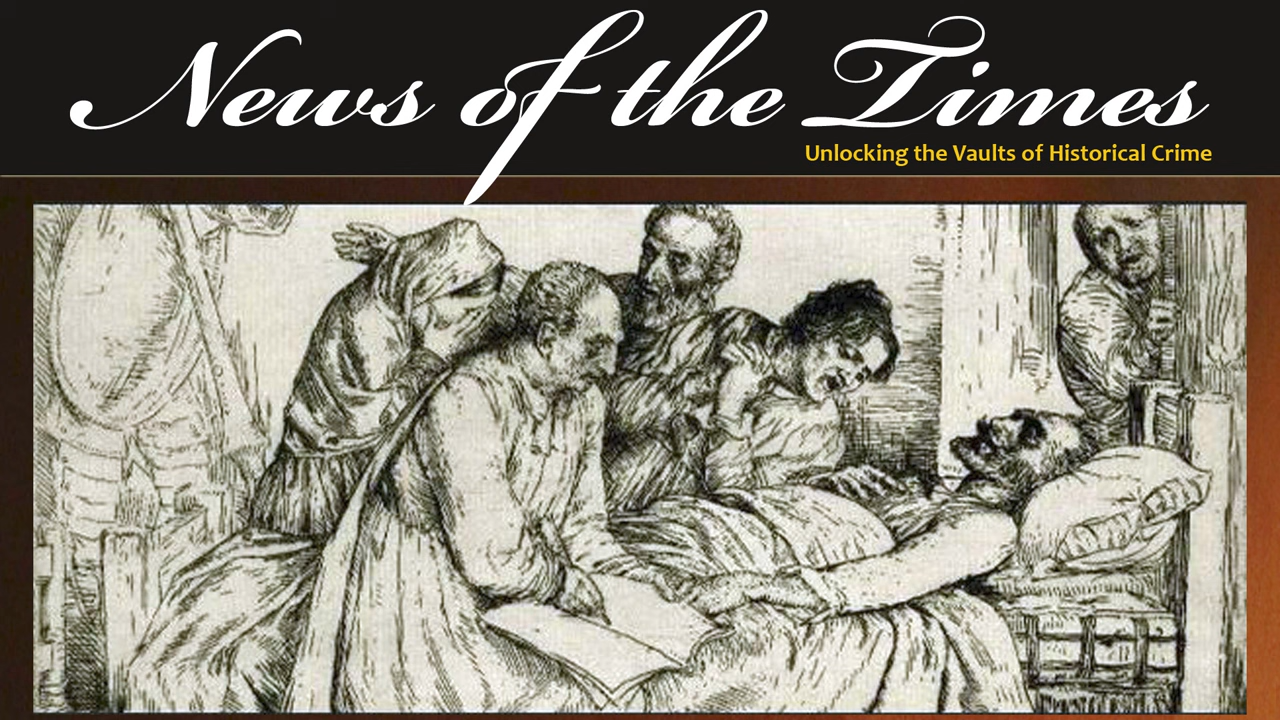 News of the Times
Unlocking the Vaults of Historical Crime